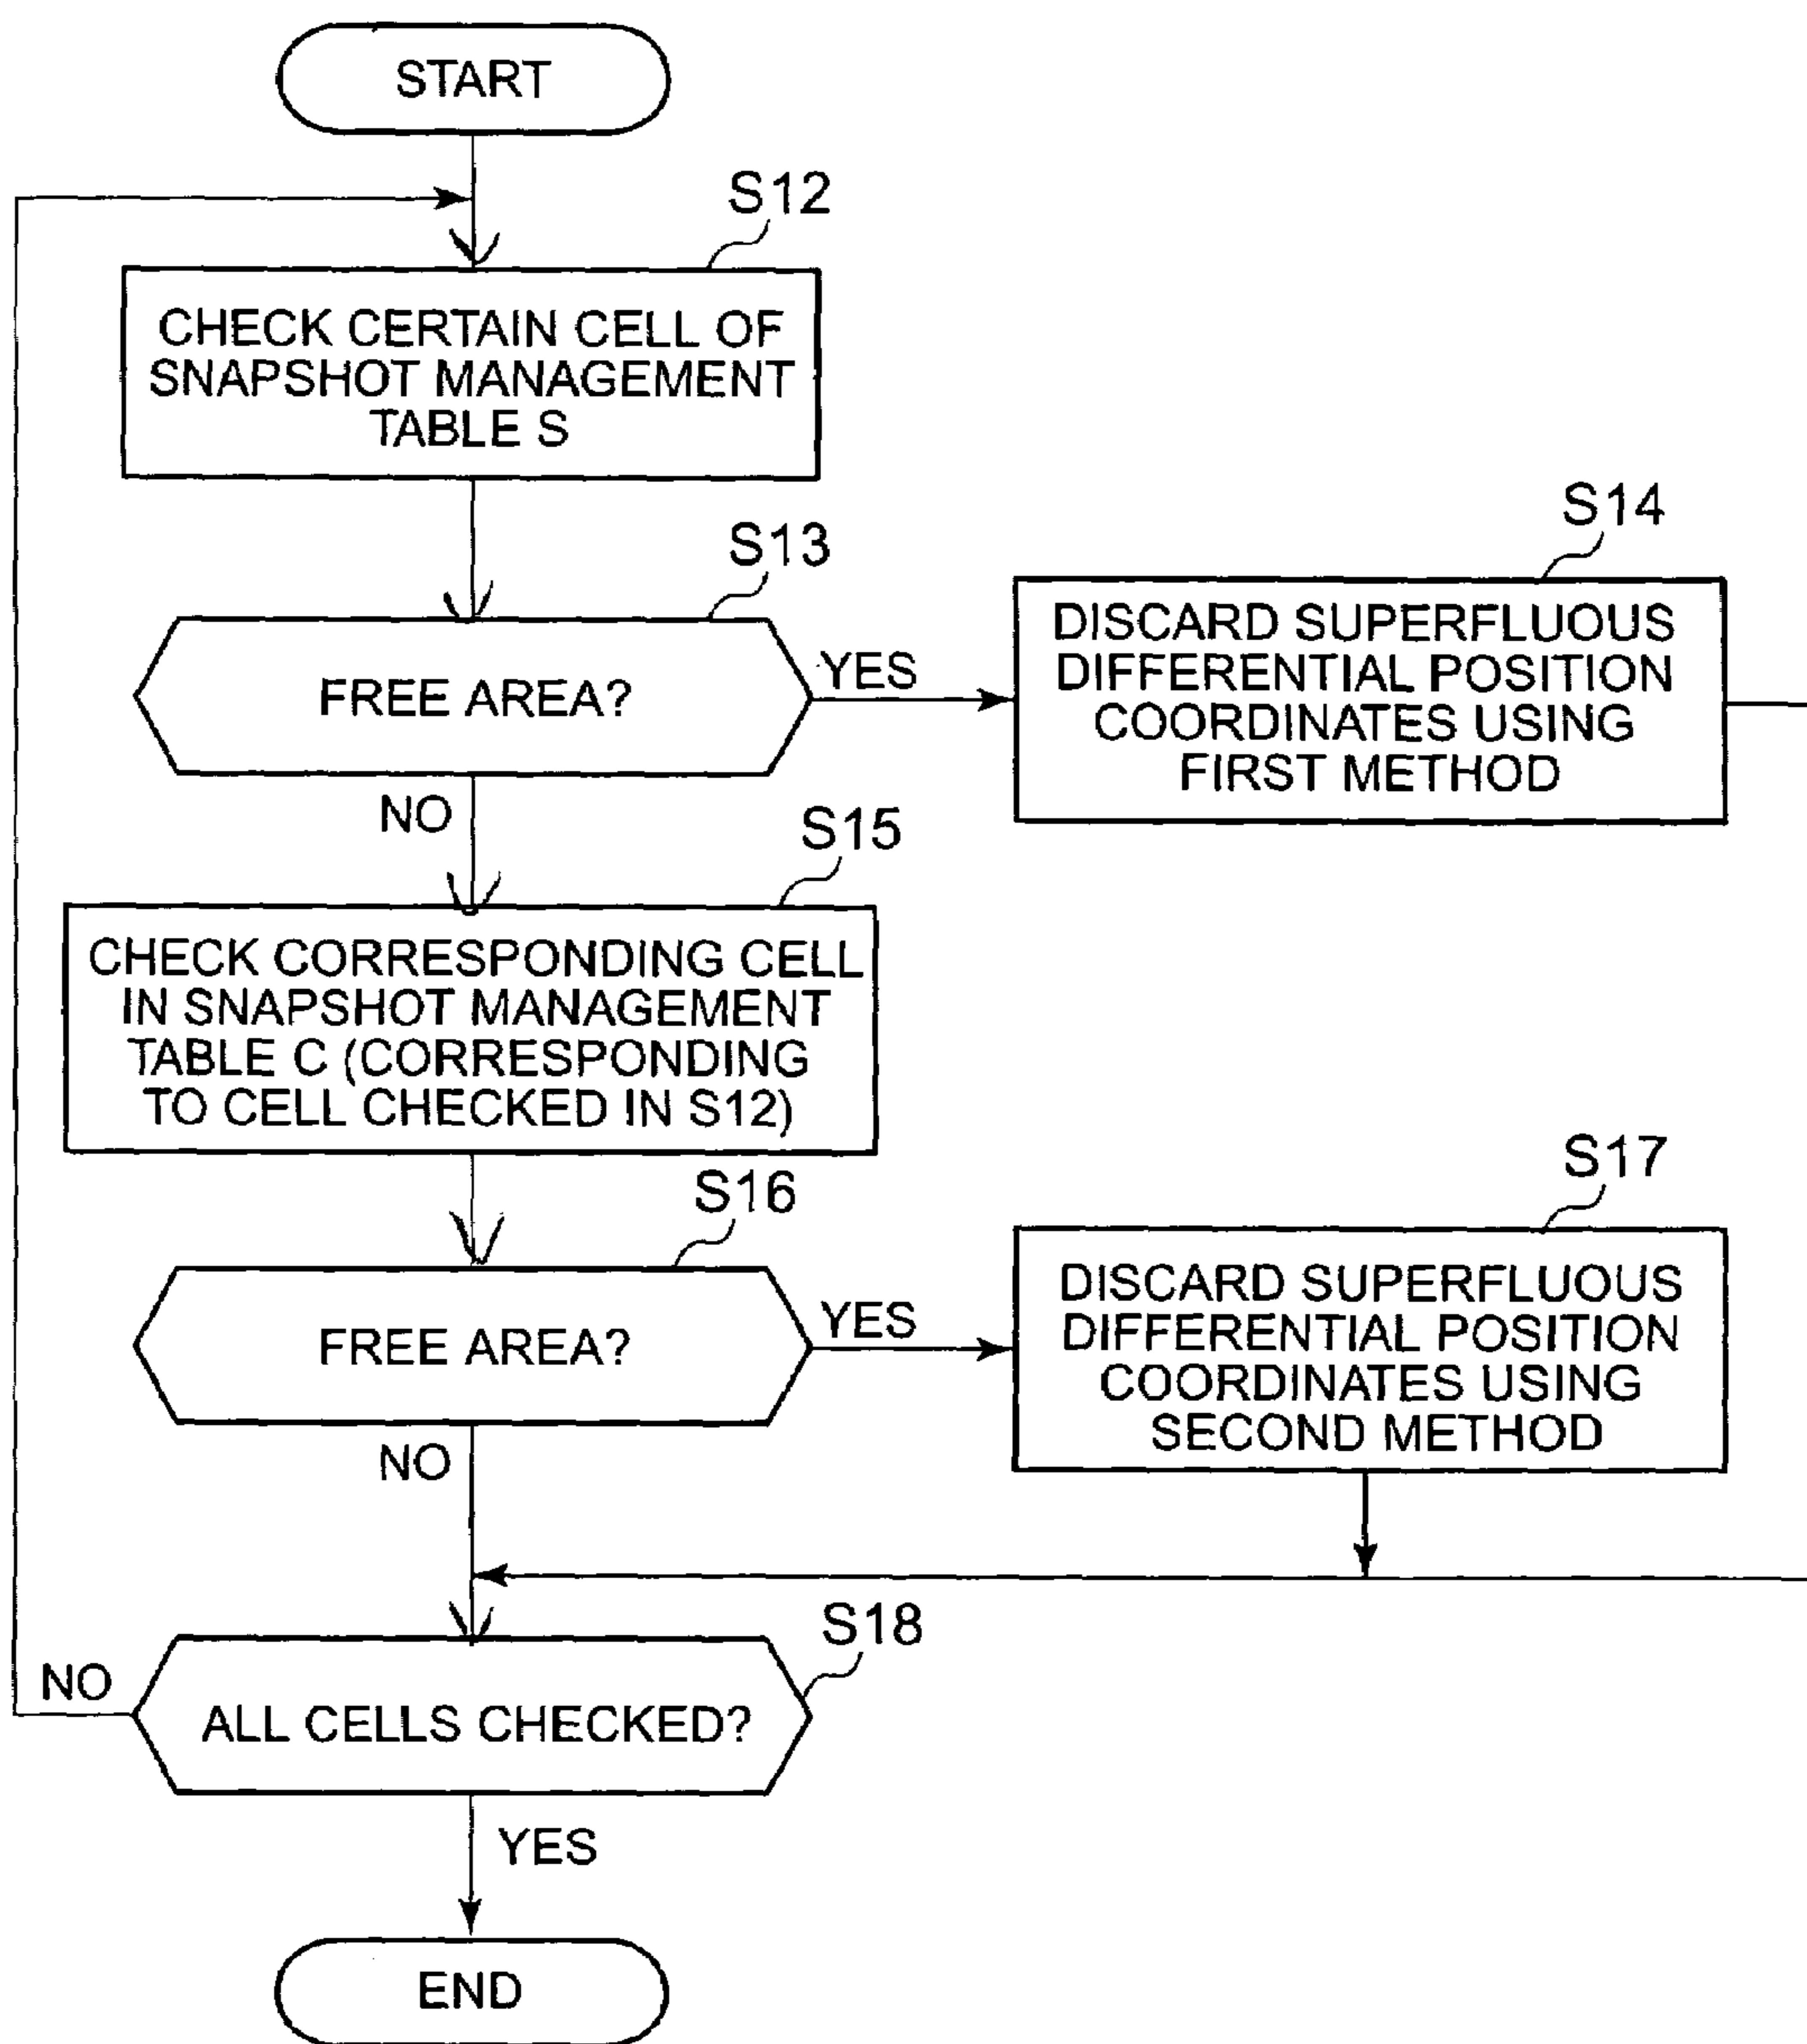 START
S12
CHECK CERTAIN CELL OF
SNAPSHOT MANAGEMENT
TABLE S
S13
FREE AREA?
YES
S14
DISCARD SUPERFLUOUS
DIFFERENTIAL POSITION
COORDINATES USING
FIRST METHOD
NO
S15
CHECK CORRESPONDING CELL
IN SNAPSHOT MANAGEMENT
TABLE C (CORRESPONDING
TO CELL CHECKED IN S12)
S16
FREE AREA?
YES
S17
DISCARD SUPERFLUOUS
DIFFERENTIAL POSITION
COORDINATES USING
SECOND METHOD
NO
S18
NO
ALL CELLS CHECKED?
YES
END